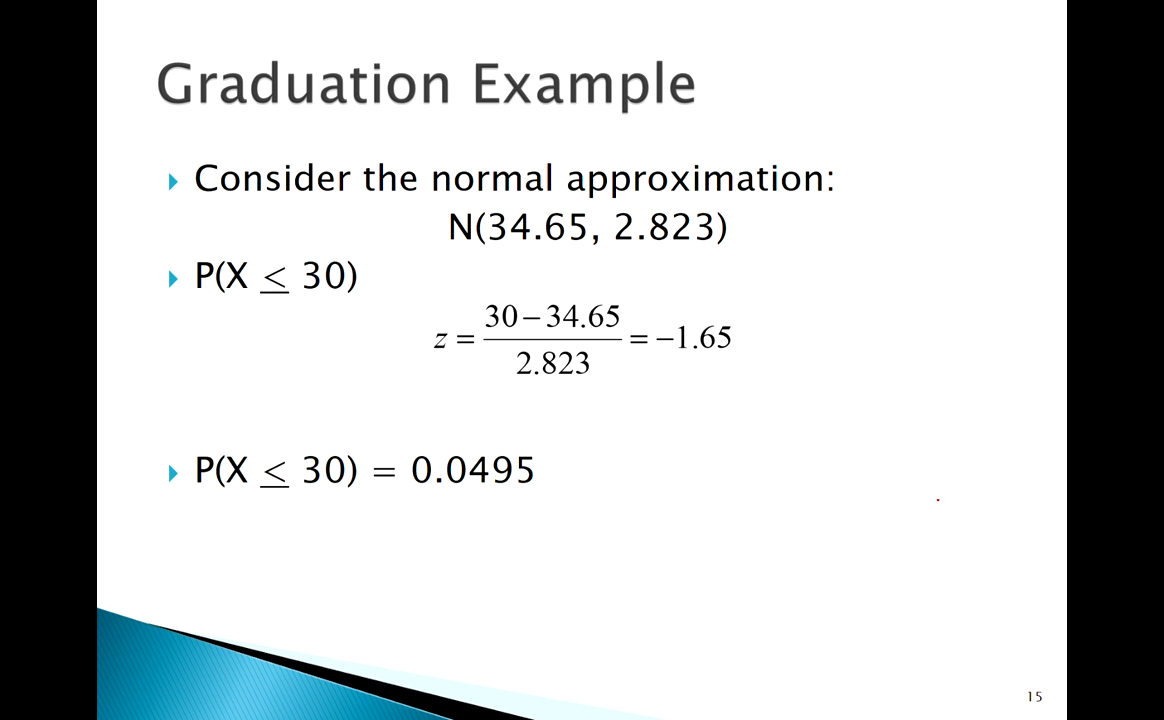 Graduation Example
Consider the normal approximation:
N(34.65, 2.823)
P(X ≤ 30)
z = (30 − 34.65) / 2.823 = −1.65
P(X ≤ 30) = 0.0495
15